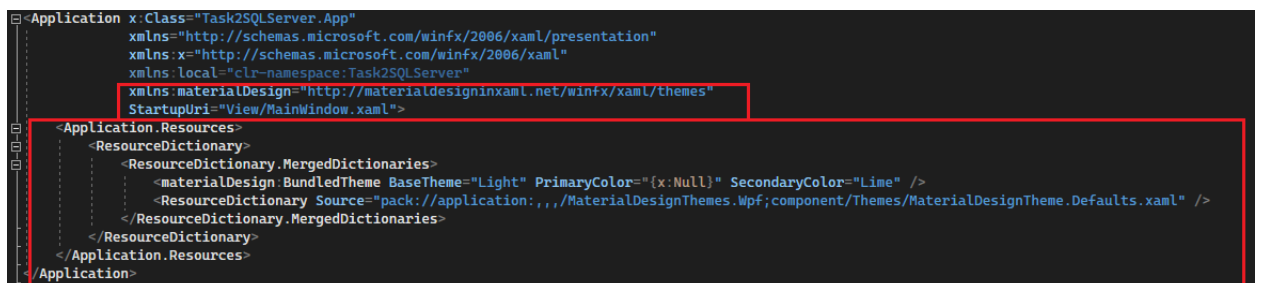 <Application x:Class="Task2SQLServer.App"
xmlns="http://schemas.microsoft.com/winfx/2006/xaml/presentation"
xmlns:x="http://schemas.microsoft.com/winfx/2006/xaml"
xmlns:local="clr-namespace:Task2SQLServer"
xmlns:materialDesign="http://materialdesigninxaml.net/winfx/xaml/themes"
StartupUri="View/MainWindow.xaml">
<Application.Resources>
<ResourceDictionary>
<ResourceDictionary.MergedDictionaries>
<materialDesign:BundledTheme BaseTheme="Light" PrimaryColor="{x:Null}" SecondaryColor="Lime" />
<ResourceDictionary Source="pack://application:,,,/MaterialDesignThemes.Wpf;component/Themes/MaterialDesignTheme.Defaults.xaml" />
</ResourceDictionary.MergedDictionaries>
</ResourceDictionary>
</Application.Resources>
</Application>